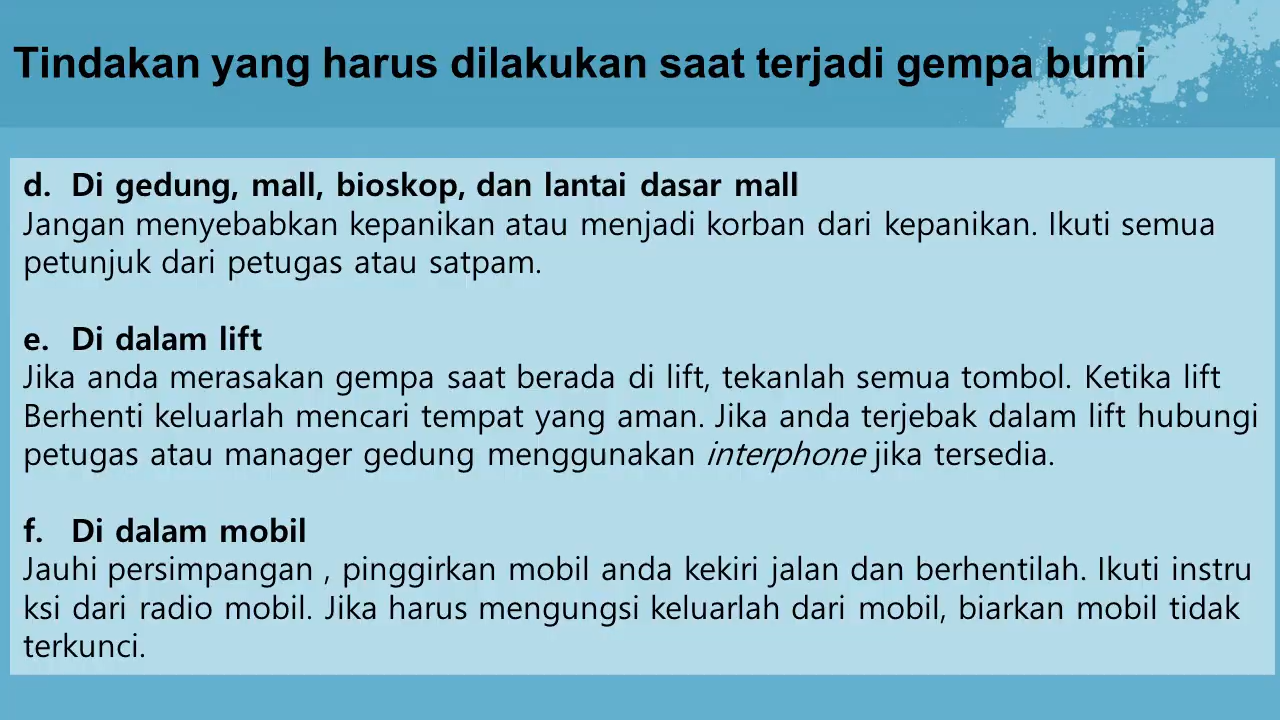 Tindakan yang harus dilakukan saat terjadi gempa bumi
d. Di gedung, mall, bioskop, dan lantai dasar mall
Jangan menyebabkan kepanikan atau menjadi korban dari kepanikan. Ikuti semua
petunjuk dari petugas atau satpam.
e. Di dalam lift
Jika anda merasakan gempa saat berada di lift, tekanlah semua tombol. Ketika lift
Berhenti keluarlah mencari tempat yang aman. Jika anda terjebak dalam lift hubungi
petugas atau manager gedung menggunakan interphone jika tersedia.
f. Di dalam mobil
Jauhi persimpangan , pinggirkan mobil anda kekiri jalan dan berhentilah. Ikuti instru
ksi dari radio mobil. Jika harus mengungsi keluarlah dari mobil, biarkan mobil tidak
terkunci.